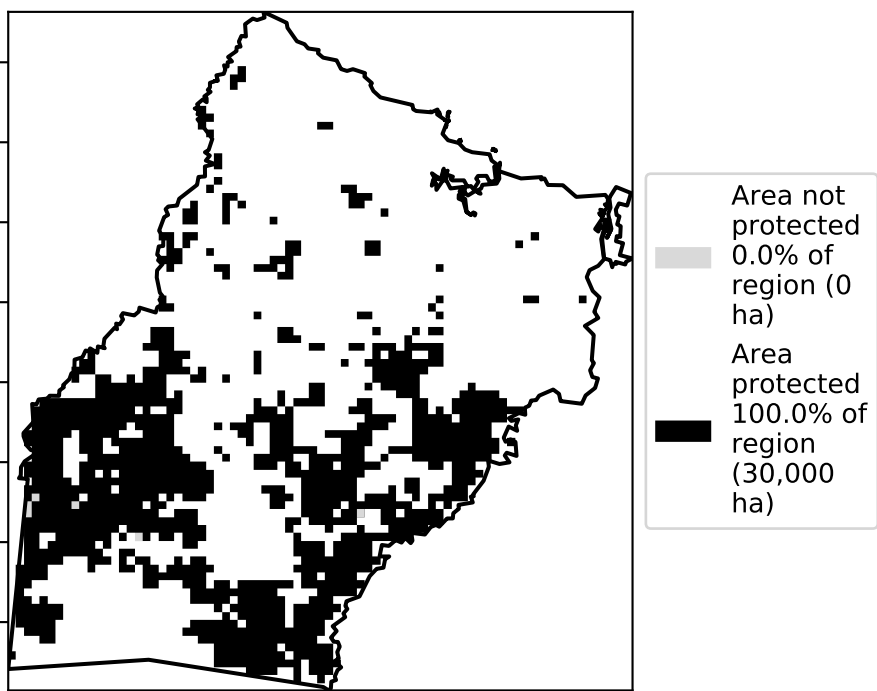 Area not
protected
0.0% of
region (0
ha)
Area
protected
100.0% of
region
(30,000
ha)